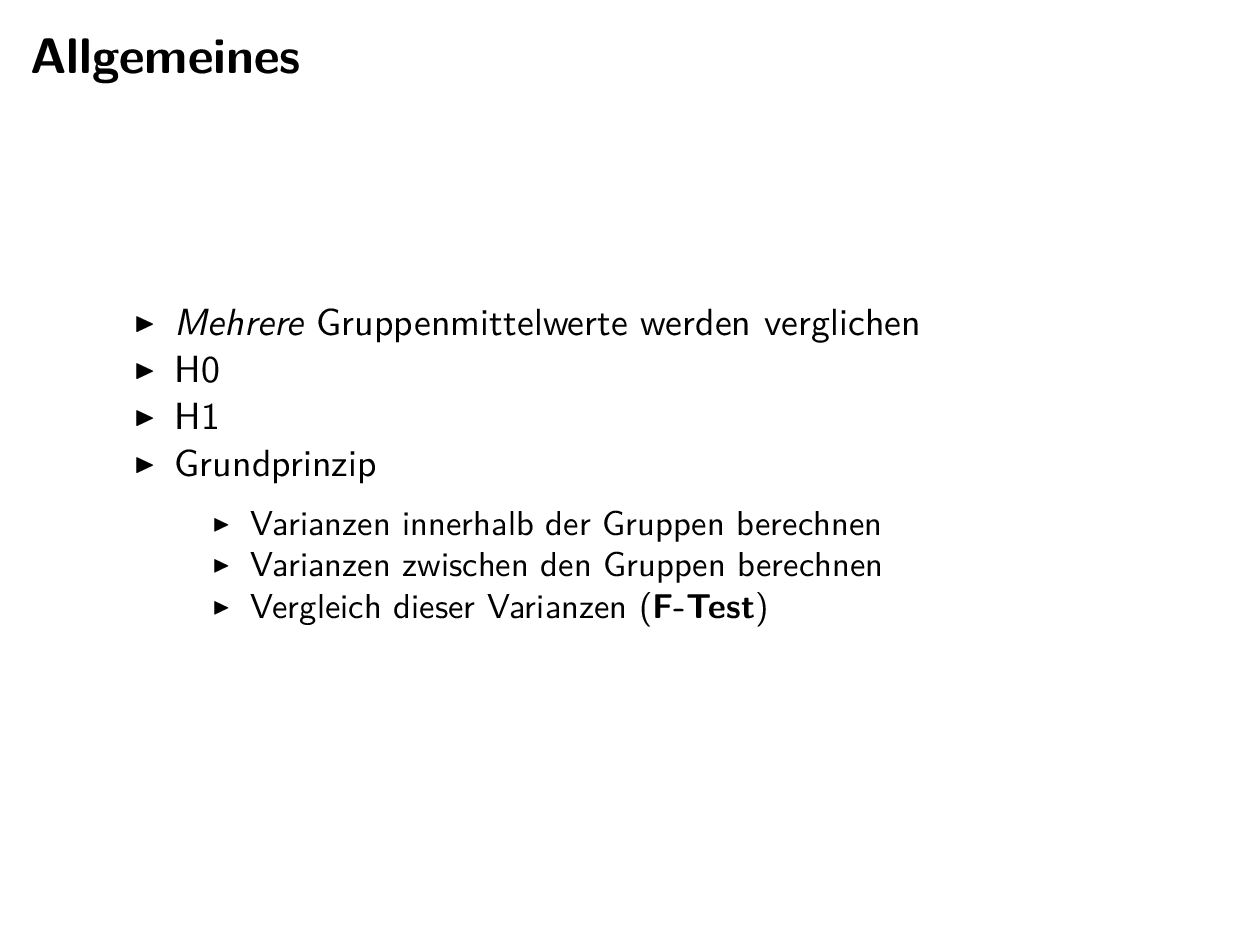 Allgemeines
▶ Mehrere Gruppenmittelwerte werden verglichen
▶ H0
▶ H1
▶ Grundprinzip
▶ Varianzen innerhalb der Gruppen berechnen
▶ Varianzen zwischen den Gruppen berechnen
▶ Vergleich dieser Varianzen (F-Test)